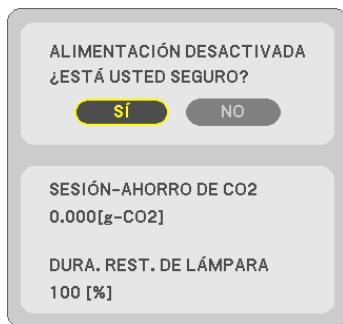 ALIMENTACIÓN DESACTIVADA
¿ESTÁ USTED SEGURO?
SÍ NO
SESIÓN-AHORRO DE CO2
0.000[g-CO2]
DURA. REST. DE LÁMPARA
100 [%]